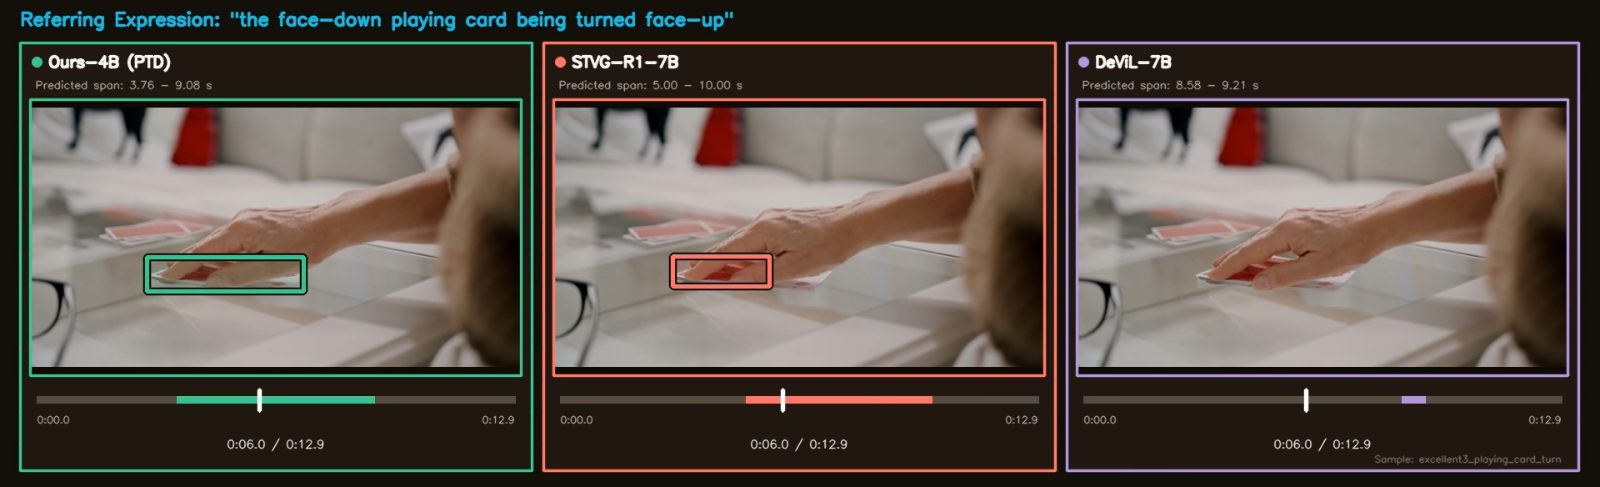 Referring Expression: "the face-down playing card being turned face-up"
Ours-4B (PTD)
Predicted span: 3.76 - 9.08 s
0:00.0
0:12.9
0:06.0 / 0:12.9
STVG-R1-7B
Predicted span: 5.00 - 10.00 s
0:00.0
0:12.9
0:06.0 / 0:12.9
DeViL-7B
Predicted span: 8.58 - 9.21 s
0:00.0
0:12.9
0:06.0 / 0:12.9
Sample: excellent3_playing_card_turn